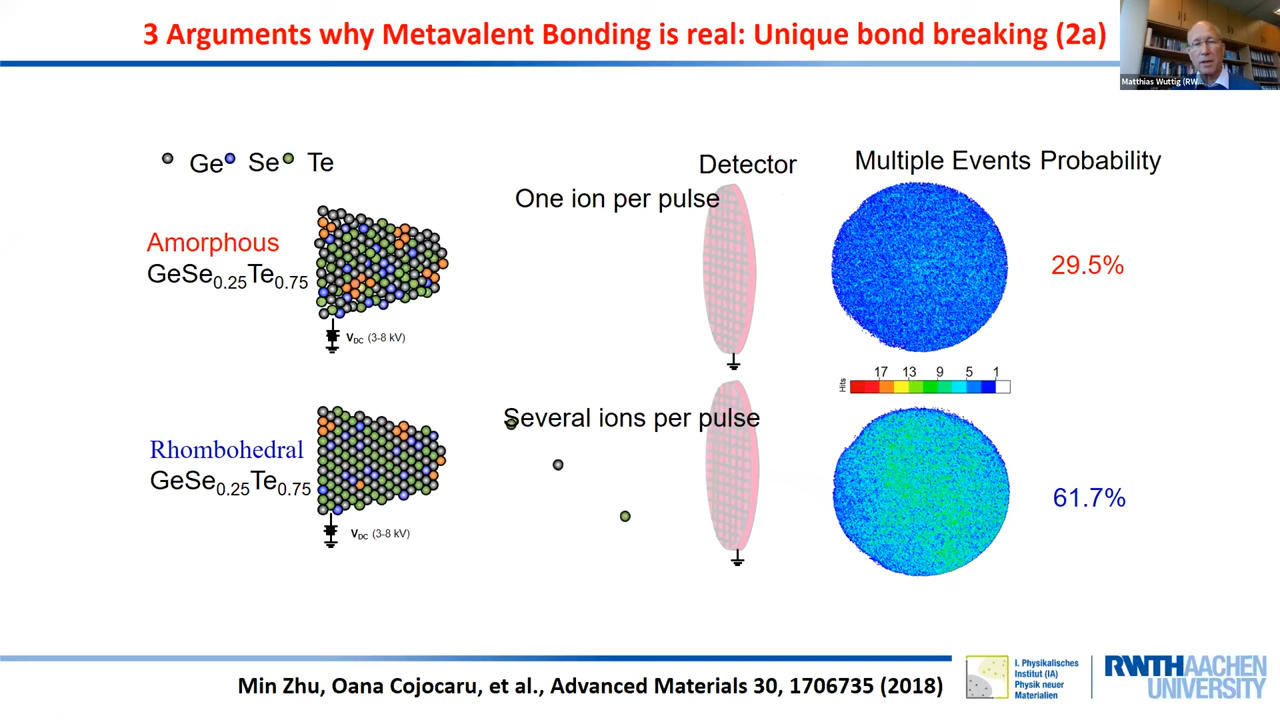 3 Arguments why Metavalent Bonding is real: Unique bond breaking (2a)
Matthias Wuttig (RW...
Ge Se Te
Detector
Multiple Events Probability
One ion per pulse
Amorphous
GeSe0.25Te0.75
29.5%
VDC (3-8 kV)
Hits
17 13 9 5 1
Several ions per pulse
Rhombohedral
GeSe0.25Te0.75
61.7%
VDC (3-8 kV)
Min Zhu, Oana Cojocaru, et al., Advanced Materials 30, 1706735 (2018)
I. Physikalisches
Institut (IA)
Physik neuer
Materialien
RWTH AACHEN
UNIVERSITY